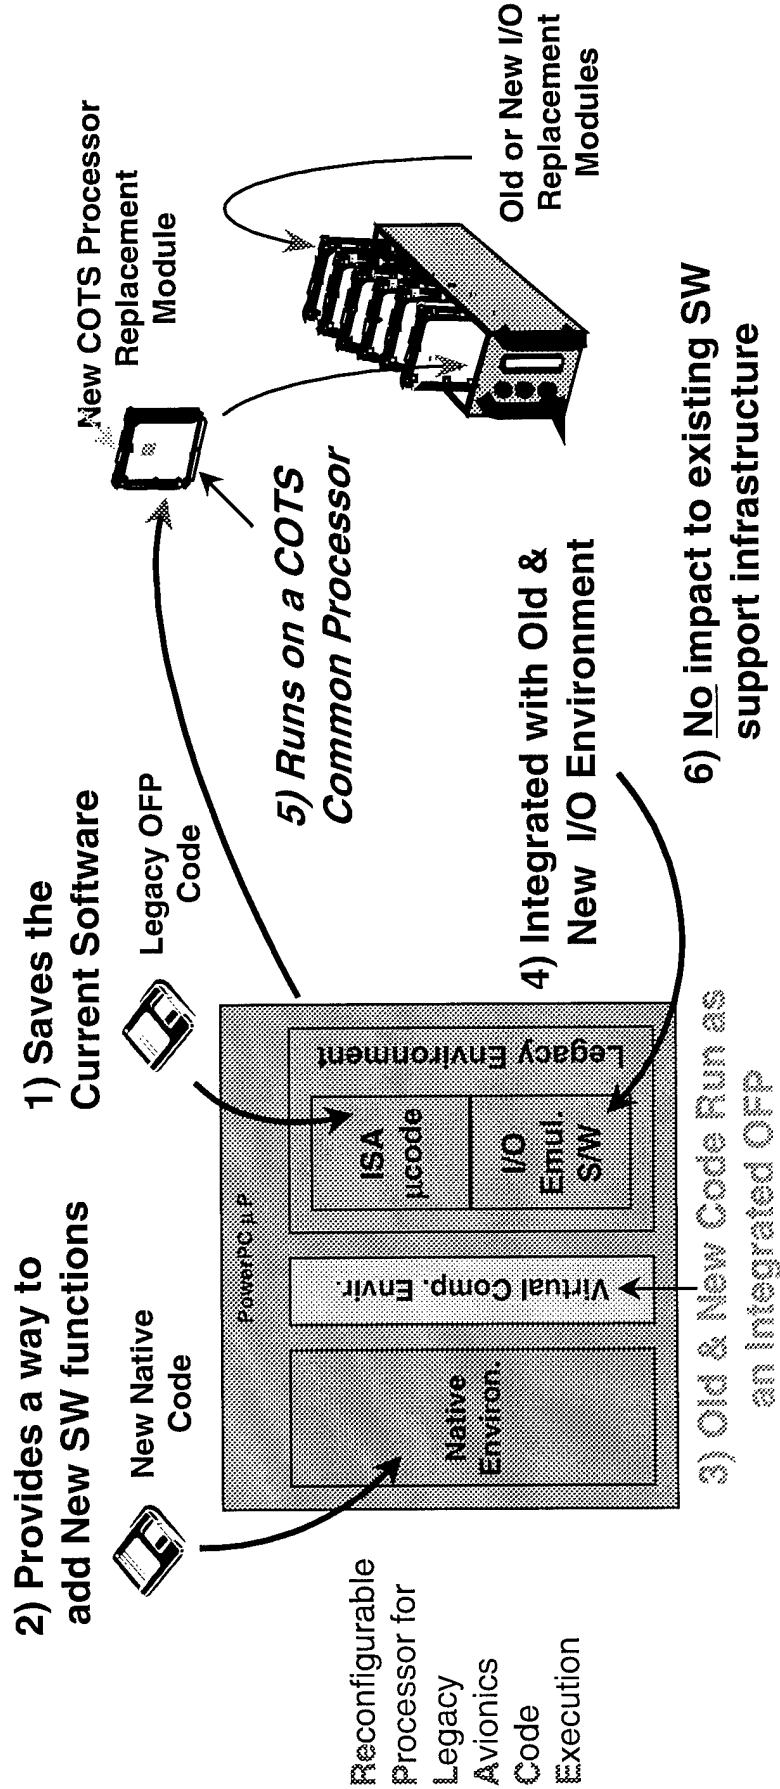 2) Provides a way to
add New SW functions
1) Saves the
Current Software
New Native
Code
Legacy OFP
Code
New COTS Processor
Replacement
Module
Old or New I/O
Replacement
Modules
PowerPC µP
Native
Environ.
Virtual Comp. Envir.
ISA
µcode
I/O
Emul.
S/W
Legacy Environment
5) Runs on a COTS
Common Processor
4) Integrated with Old &
New I/O Environment
Reconfigurable
Processor for
Legacy
Avionics
Code
Execution
3) Old & New Code Run as
an Integrated OFP
6) No impact to existing SW
support infrastructure